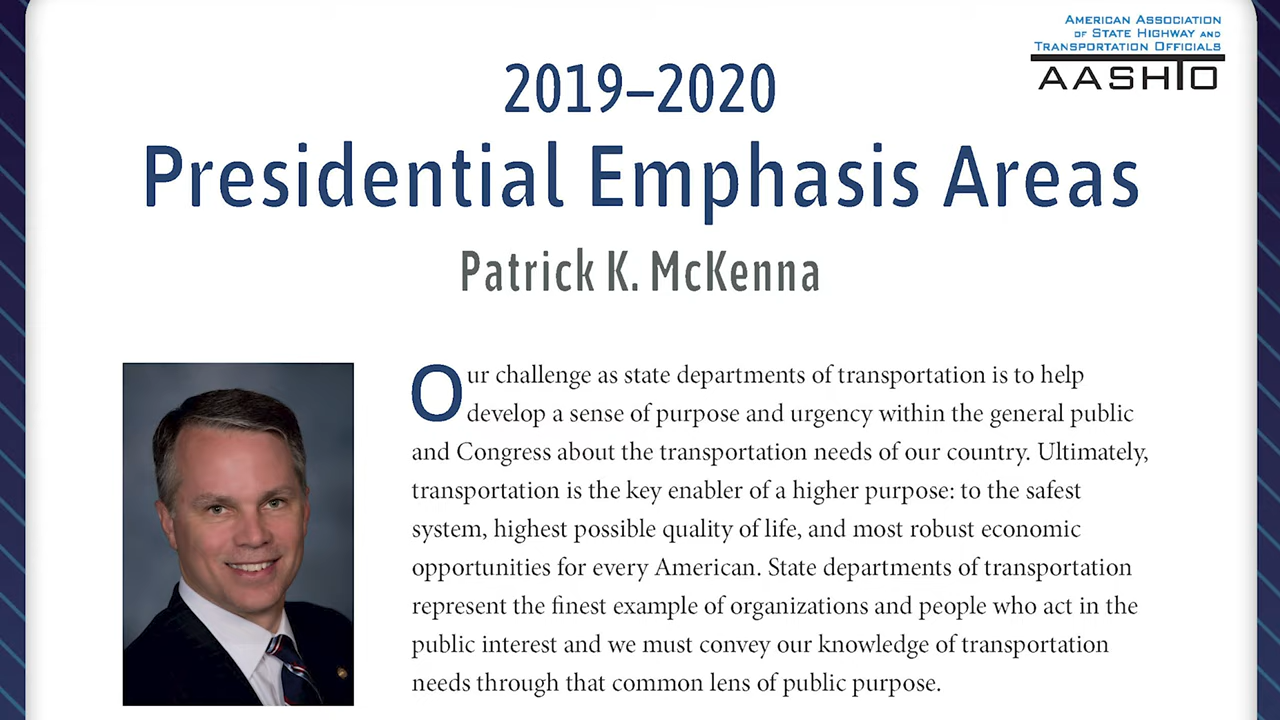 AMERICAN ASSOCIATION
OF STATE HIGHWAY AND
TRANSPORTATION OFFICIALS
AASHTO
2019–2020
Presidential Emphasis Areas
Patrick K. McKenna
Our challenge as state departments of transportation is to help
develop a sense of purpose and urgency within the general public
and Congress about the transportation needs of our country. Ultimately,
transportation is the key enabler of a higher purpose: to the safest
system, highest possible quality of life, and most robust economic
opportunities for every American. State departments of transportation
represent the finest example of organizations and people who act in the
public interest and we must convey our knowledge of transportation
needs through that common lens of public purpose.